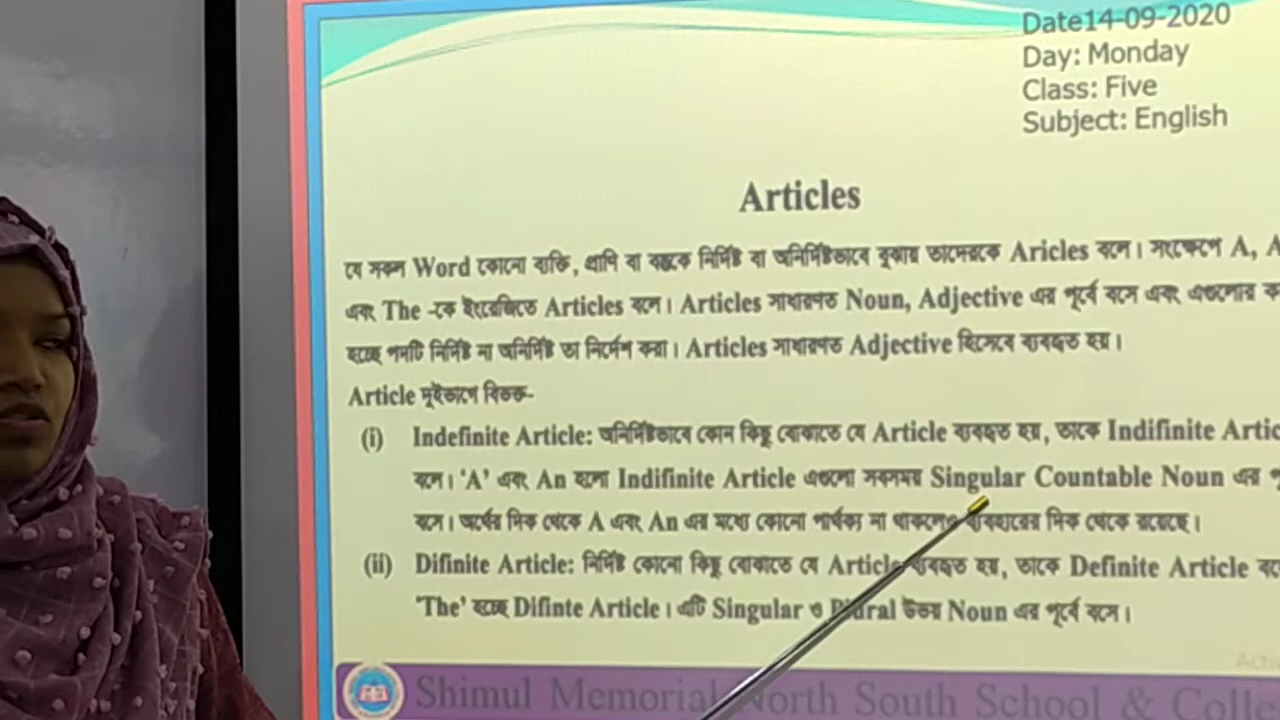 Date14-09-2020
Day: Monday
Class: Five
Subject: English
Articles
যে সকল Word কোনো ব্যক্তি, প্রাণি বা বস্তুকে নির্দিষ্ট বা অনির্দিষ্টভাবে বুঝায় তাদেরকে Aricles বলে। সংক্ষেপে A,
এবং The -কে ইংরেজিতে Articles বলে। Articles সাধারণত Noun, Adjective এর পূর্বে বসে এবং এগুলোর
হচ্ছে পদটি নির্দিষ্ট না অনির্দিষ্ট তা নির্দেশ করা। Articles সাধারণত Adjective হিসেবে ব্যবহৃত হয়।
Article দুইভাগে বিভক্ত-
(i) Indefinite Article: অনির্দিষ্টভাবে কোন কিছু বোঝাতে যে Article ব্যবহৃত হয়, তাকে Indifinite Artic
বলে। 'A' এবং An হলো Indifinite Article এগুলো সবসময় Singular Countable Noun এর
বসে। অর্থের দিক থেকে A এবং An এর মধ্যে কোনো পার্থক্য না থাকলেও ব্যবহারের দিক থেকে রয়েছে।
(ii) Difinite Article: নির্দিষ্ট কোনো কিছু বোঝাতে যে Article ব্যবহৃত হয়, তাকে Definite Article
'The' হচ্ছে Difinte Article। এটি Singular ও Plural উভয় Noun এর পূর্বে বসে।
Shimul Memorial North South School & Colle